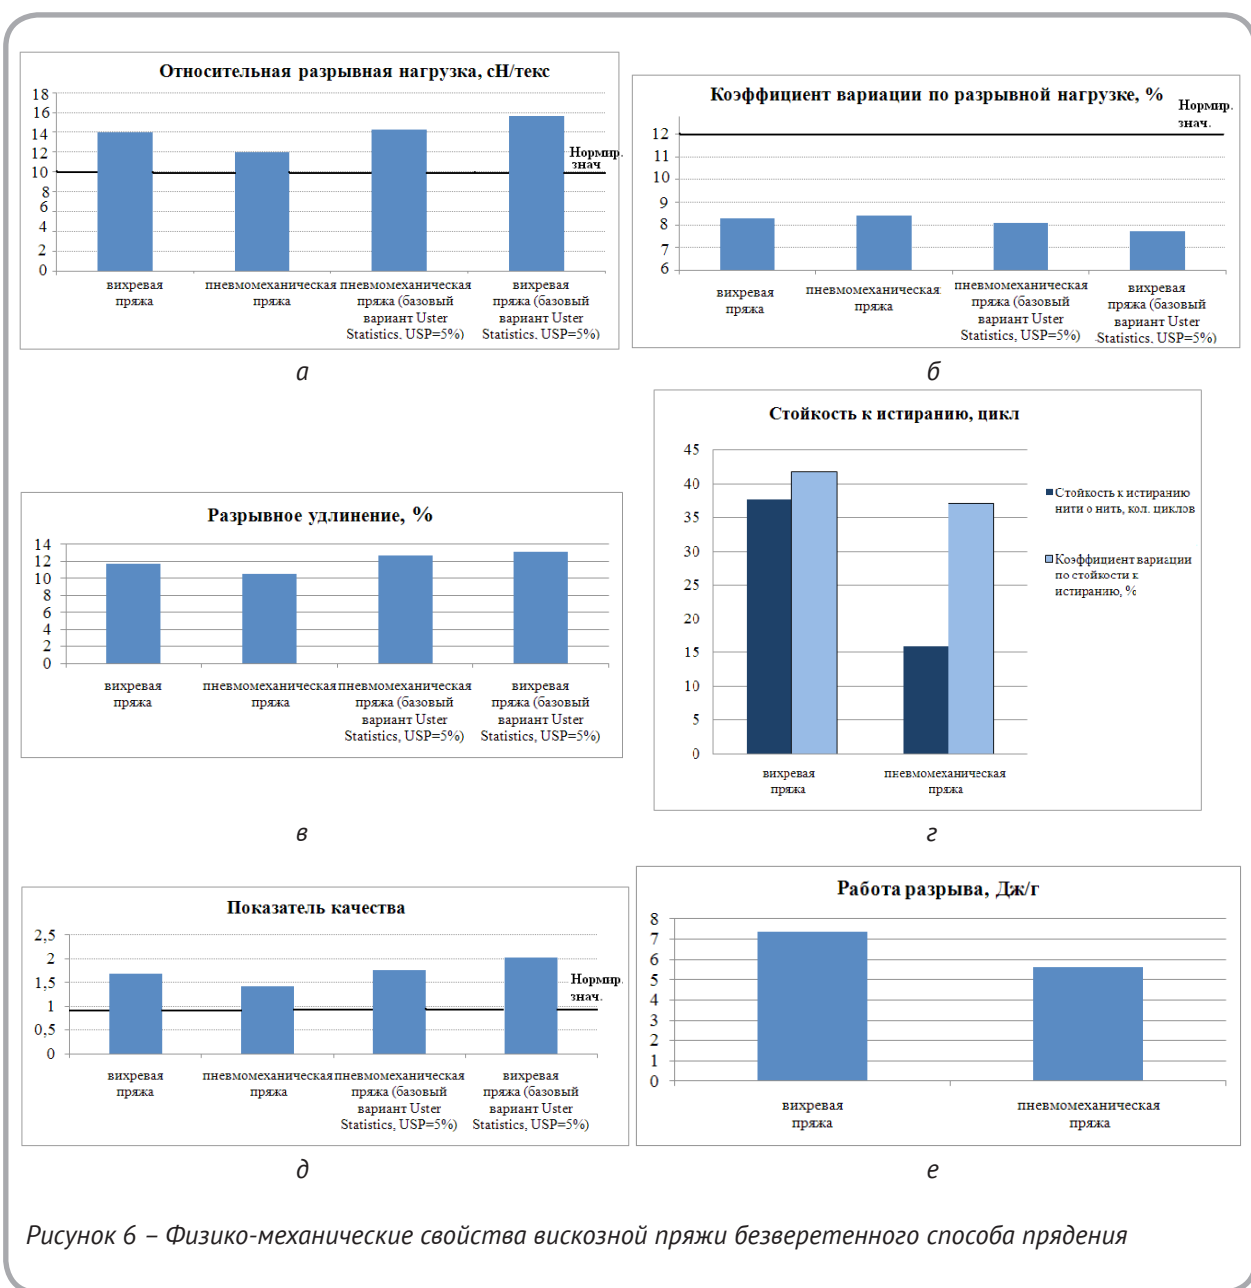 Относительная разрывная нагрузка, сН/текс
18
16
14
12
10
8
6
4
2
0
Нормир.
знач
вихревая
пряжа
пневмомеханическая
пряжа
пневмомеханическая
пряжа (базовый
вариант Uster
Statistics, USP=5%)
вихревая
пряжа (базовый
вариант Uster
Statistics, USP=5%)
а
Коэффициент вариации по разрывной нагрузке, %
Нормир.
знач.
12
11
10
9
8
7
6
вихревая
пряжа
пневмомеханическая
пряжа
пневмомеханическая
пряжа (базовый
вариант Uster
Statistics, USP=5%)
вихревая
пряжа (базовый
вариант Uster
Statistics, USP=5%)
б
Разрывное удлинение, %
14
12
10
8
6
4
2
0
вихревая
пряжа
пневмомеханическая
пряжа
пневмомеханическая
пряжа (базовый
вариант Uster
Statistics, USP=5%)
вихревая
пряжа (базовый
вариант Uster
Statistics, USP=5%)
в
Стойкость к истиранию, цикл
45
40
35
30
25
20
15
10
5
0
Стойкость к истиранию
нити о нить, кол. циклов
Коэффициент вариации
по стойкости к
истиранию, %
вихревая
пряжа
пневмомеханическая
пряжа
г
Показатель качества
2,5
2
1,5
1
0,5
0
Нормир.
знач.
вихревая
пряжа
пневмомеханическая
пряжа
пневмомеханическая
пряжа (базовый
вариант Uster
Statistics, USP=5%)
вихревая
пряжа (базовый
вариант Uster
Statistics, USP=5%)
д
Работа разрыва, Дж/г
8
7
6
5
4
3
2
1
0
вихревая
пряжа
пневмомеханическая
пряжа
е
Рисунок 6 – Физико-механические свойства вискозной пряжи безверетенного способа прядения